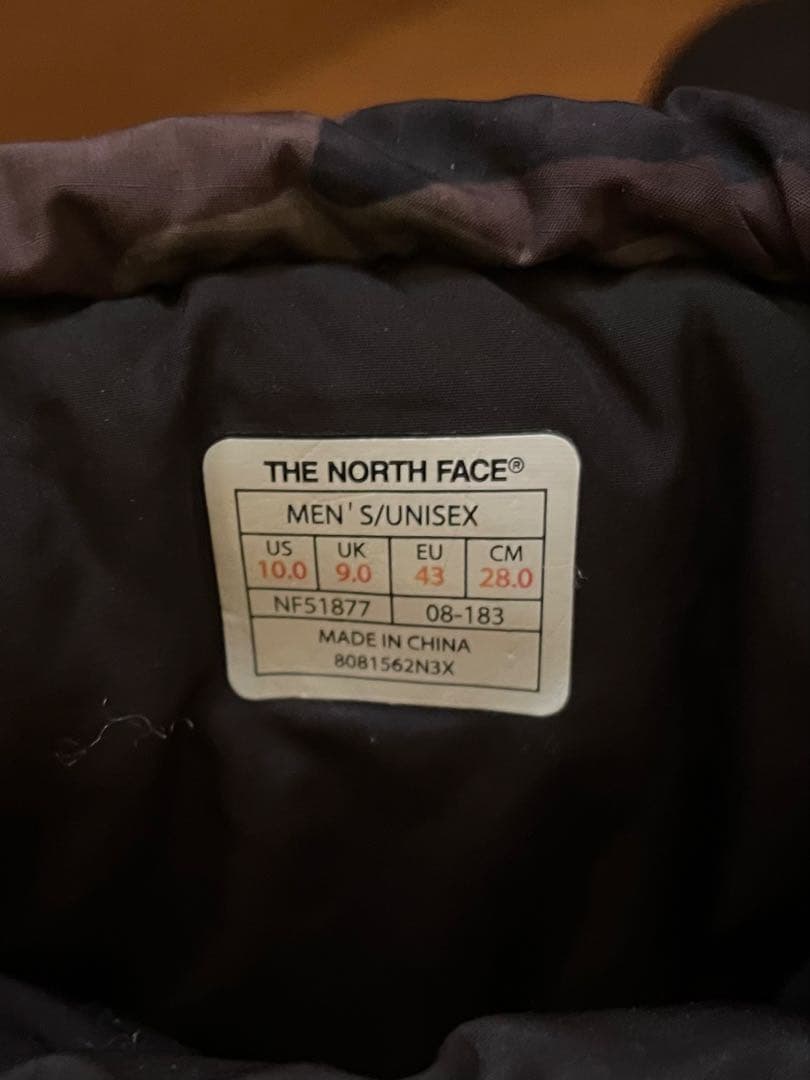 THE NORTH FACE®
MEN'S/UNISEX
US UK EU CM
10.0 9.0 43 28.0
NF51877 08-183
MADE IN CHINA
8081562N3X